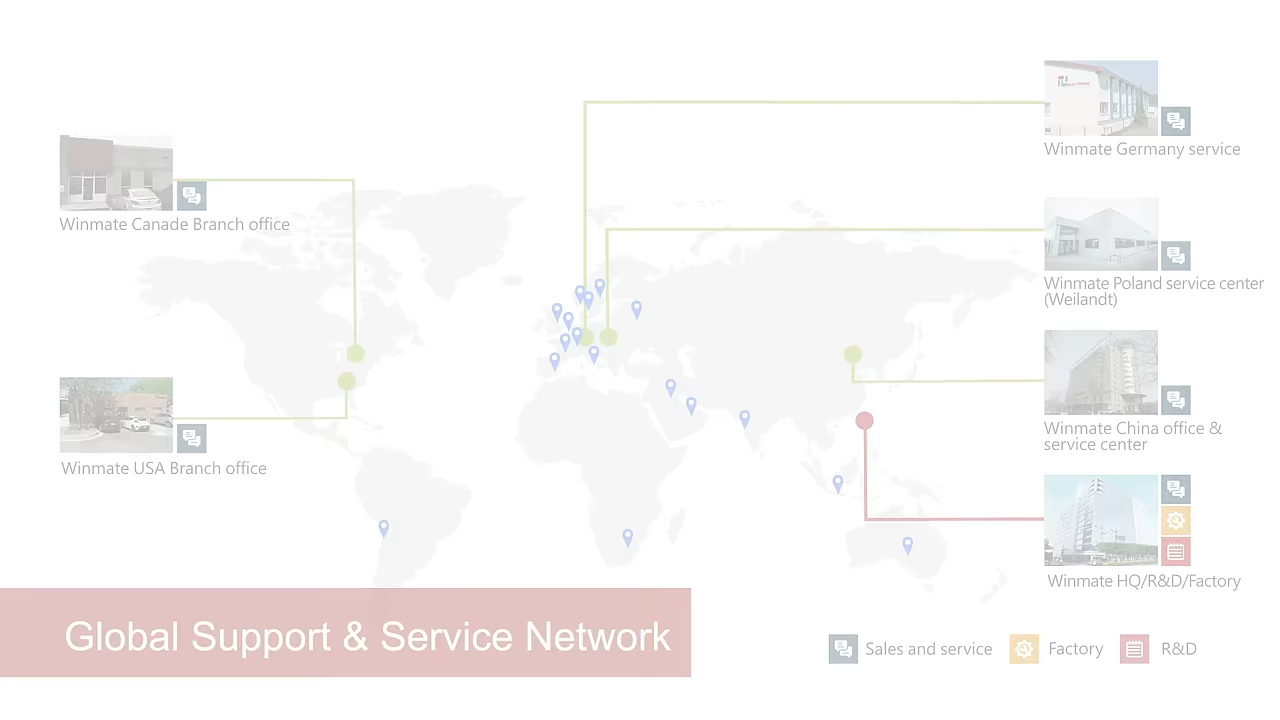 Winmate Germany service
Winmate Canade Branch office
Winmate Poland service center
(Weilandt)
Winmate China office &
service center
Winmate USA Branch office
Winmate HQ/R&D/Factory
Global Support & Service Network
Sales and service
Factory
R&D